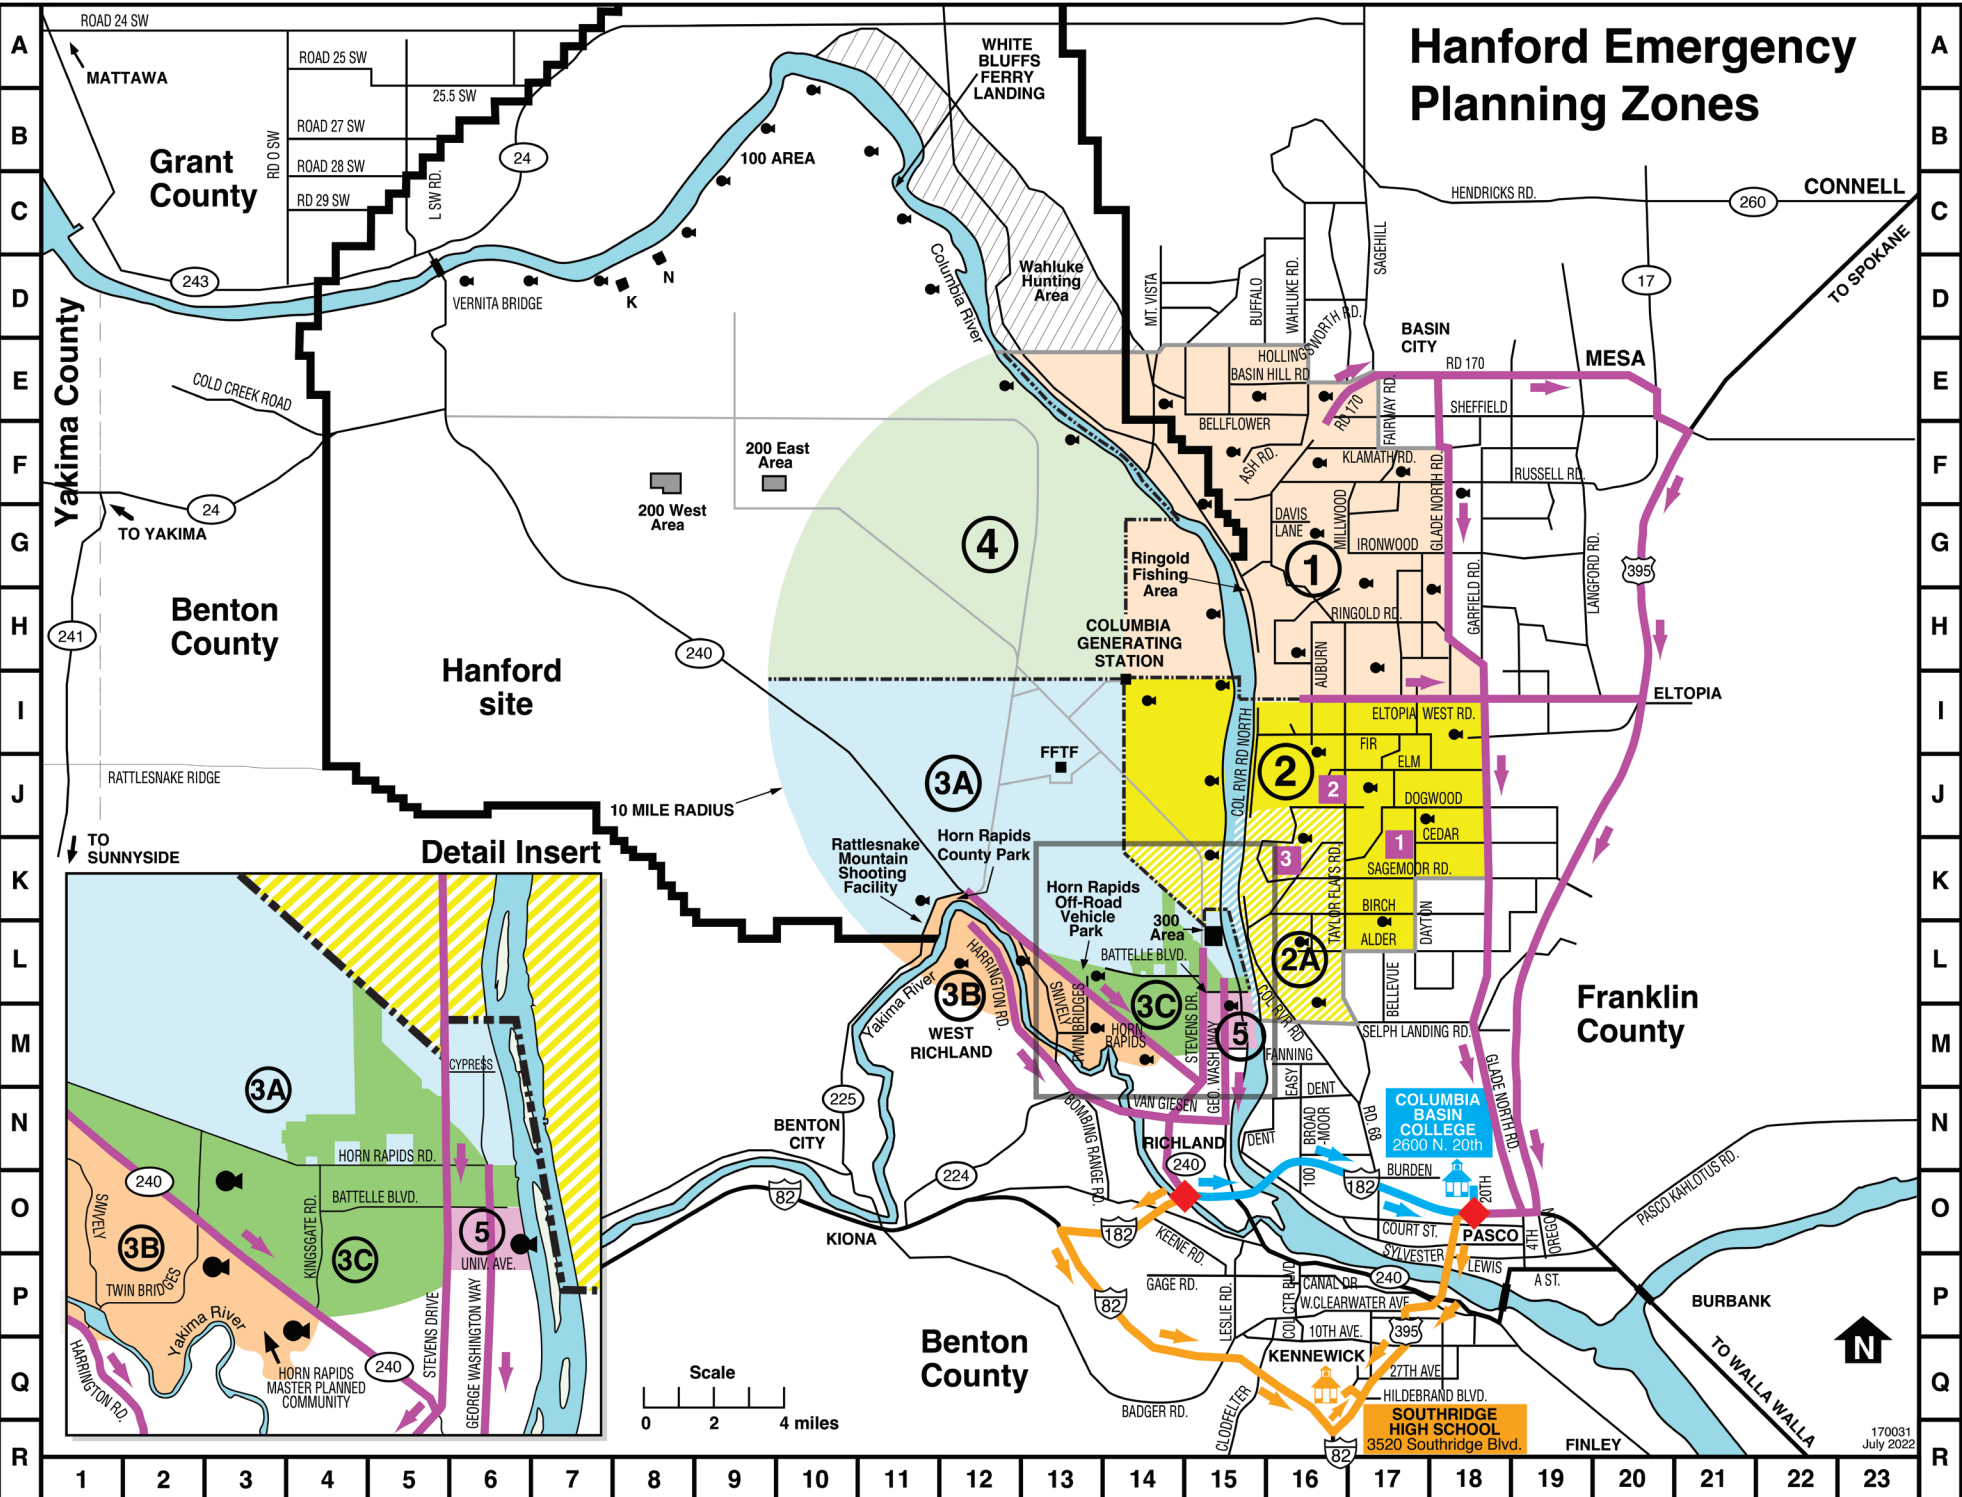 Hanford Emergency
Planning Zones
A
B
C
D
E
F
G
H
I
J
K
L
M
N
O
P
Q
R
A
B
C
D
E
F
G
H
I
J
K
L
M
N
O
P
Q
R
1 2 3 4 5 6 7 8 9 10 11 12 13 14 15 16 17 18 19 20 21 22 23
ROAD 24 SW
MATTAWA
ROAD 25 SW
25.5 SW
ROAD 27 SW
ROAD 28 SW
RD 29 SW
RD O SW
L SW RD.
Grant
County
24
243
VERNITA BRIDGE
100 AREA
K
N
WHITE
BLUFFS
FERRY
LANDING
Columbia River
Wahluke
Hunting
Area
HENDRICKS RD.
260
CONNELL
TO SPOKANE
SAGEHILL
17
MT. VISTA
BUFFALO
WAHLUKE RD.
HOLLINGSWORTH RD.
BASIN
CITY
RD 170
MESA
BASIN HILL RD
RD 170
FAIRWAY RD.
SHEFFIELD
BELLFLOWER
ASH RD.
KLAMATH RD.
RUSSELL RD.
Yakima County
COLD CREEK ROAD
24
TO YAKIMA
241
Benton
County
Hanford
site
200 East
Area
200 West
Area
240
4
DAVIS
LANE
MILLWOOD
IRONWOOD
GLADE NORTH RD.
GARFIELD RD.
LANGFORD RD.
395
1
Ringold
Fishing
Area
RINGOLD RD.
AUBURN
COLUMBIA
GENERATING
STATION
ELTOPIA
ELTOPIA WEST RD.
COL RVR RD NORTH
FIR
ELM
2
2
DOGWOOD
CEDAR
1
3
SAGEMOOR RD.
TAYLOR FLATS RD.
BIRCH
ALDER
DAYTON
BELLEVUE
2A
COL RVR RD
SELPH LANDING RD.
Franklin
County
RATTLESNAKE RIDGE
TO
SUNNYSIDE
10 MILE RADIUS
FFTF
3A
Rattlesnake
Mountain
Shooting
Facility
Horn Rapids
County Park
Horn Rapids
Off-Road
Vehicle
Park
300
Area
BATTELLE BLVD.
HARRINGTON RD.
3B
SNIVELY
TWIN BRIDGES
HORN
RAPIDS
3C
STEVENS DR.
GEO. WASH. WAY
5
Yakima River
WEST
RICHLAND
FANNING
EASY
DENT
225
BENTON
CITY
BOMBING RANGE RD.
VAN GIESEN
RICHLAND
240
DENT
BROAD
-MOOR
RD. 68
100
COLUMBIA
BASIN
COLLEGE
2600 N. 20th
GLADE NORTH RD.
BURDEN
182
20TH
COURT ST.
PASCO
4TH
OREGON
PASCO KAHLOTUS RD.
SYLVESTER
LEWIS
A ST.
224
82
KIONA
182
KEENE RD.
GAGE RD.
LESLIE RD.
COL CTR BLVD
CANAL DR.
240
W.CLEARWATER AVE
10TH AVE.
395
82
KENNEWICK
27TH AVE
HILDEBRAND BLVD.
BADGER RD.
CLODFELTER
SOUTHRIDGE
HIGH SCHOOL
3520 Southridge Blvd.
82
FINLEY
BURBANK
TO WALLA WALLA
N
170031
July 2022
Benton
County
Scale
0 2 4 miles
Detail Insert
3A
CYPRESS
HORN RAPIDS RD.
BATTELLE BLVD.
240
SNIVELY
3B
TWIN BRIDGES
KINGSGATE RD.
3C
5
UNIV. AVE.
Yakima River
HARRINGTON RD.
HORN RAPIDS
MASTER PLANNED
COMMUNITY
240
STEVENS DRIVE
GEORGE WASHINGTON WAY